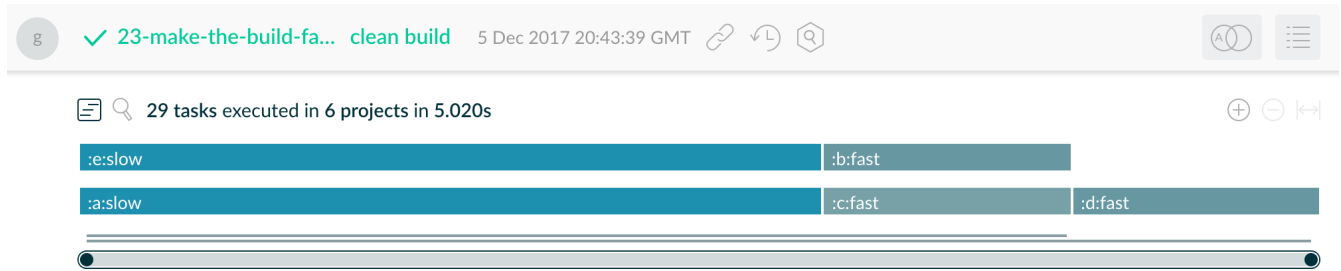 g 23-make-the-build-fa... clean build 5 Dec 2017 20:43:39 GMT A
29 tasks executed in 6 projects in 5.020s
:e:slow :b:fast
:a:slow :c:fast :d:fast